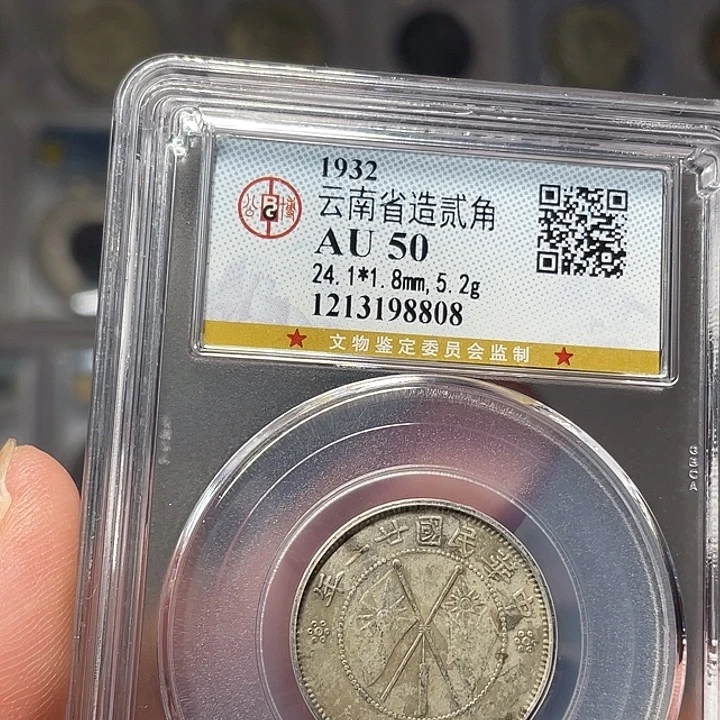 1932
云南省造贰角
AU 50
24.1*1.8mm,5.2g
1213198808
文物鉴定委员会监制
GBCA
年一廿國民華中